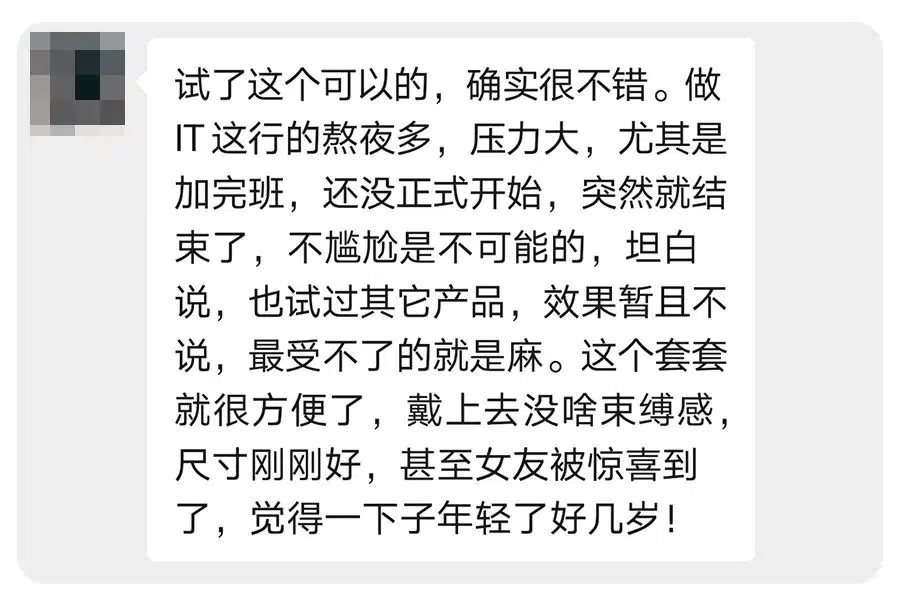 试了这个可以的，确实很不错。做
IT这行的熬夜多，压力大，尤其是
加完班，还没正式开始，突然就结
束了，不尴尬是不可能的，坦白
说，也试过其它产品，效果暂且不
说，最受不了的就是麻。这个套套
就很方便了，戴上去没啥束缚感，
尺寸刚刚好，甚至女友被惊喜到
了，觉得一下子年轻了好几岁！